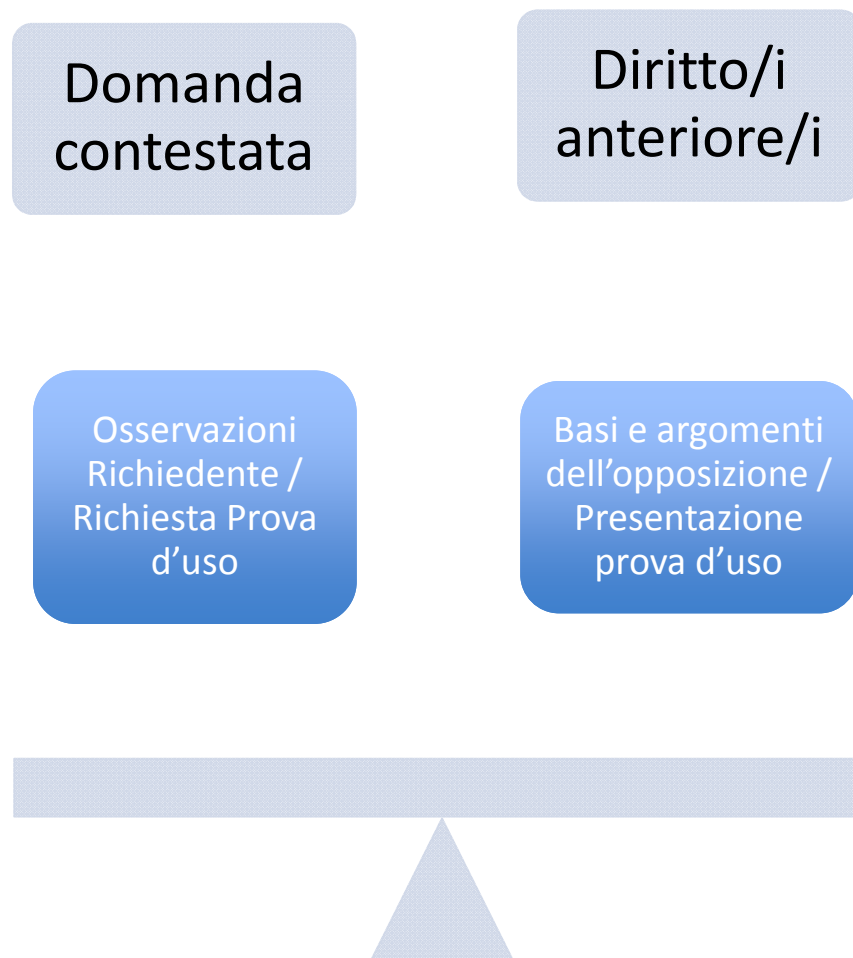 Domanda
contestata
Diritto/i
anteriore/i
Osservazioni
Richiedente /
Richiesta Prova
d’uso
Basi e argomenti
dell’opposizione /
Presentazione
prova d’uso